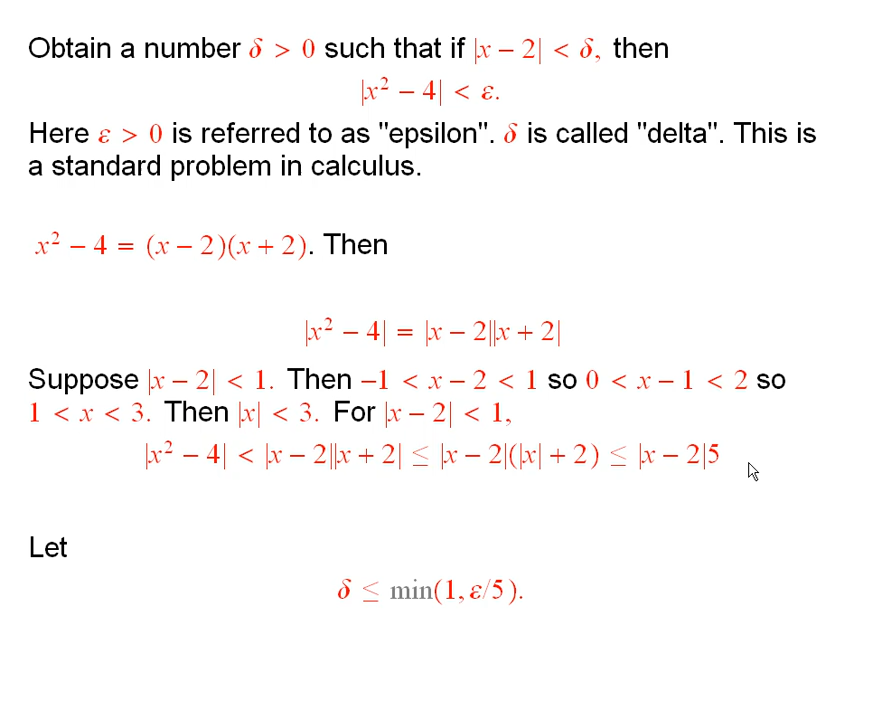 Obtain a number δ > 0 such that if |x − 2| < δ, then
|x² − 4| < ε.
Here ε > 0 is referred to as "epsilon". δ is called "delta". This is
a standard problem in calculus.
x² − 4 = (x − 2)(x + 2). Then
|x² − 4| = |x − 2||x + 2|
Suppose |x − 2| < 1. Then −1 < x − 2 < 1 so 0 < x − 1 < 2 so
1 < x < 3. Then |x| < 3. For |x − 2| < 1,
|x² − 4| < |x − 2||x + 2| ≤ |x − 2|(|x| + 2) ≤ |x − 2|5
Let
δ ≤ min(1, ε/5).